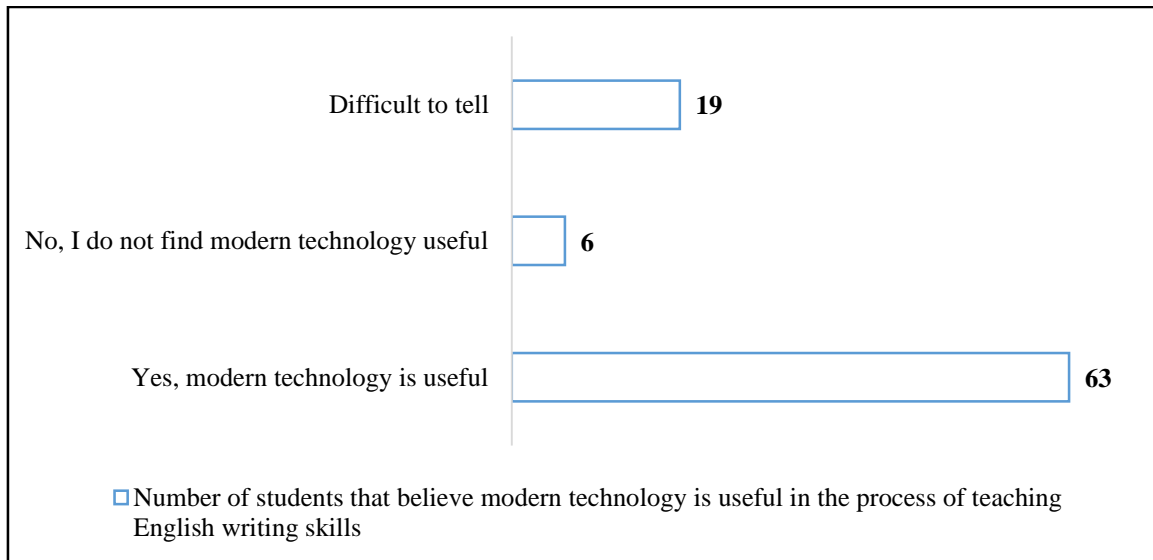 Difficult to tell
19
No, I do not find modern technology useful
6
Yes, modern technology is useful
63
Number of students that believe modern technology is useful in the process of teaching
English writing skills